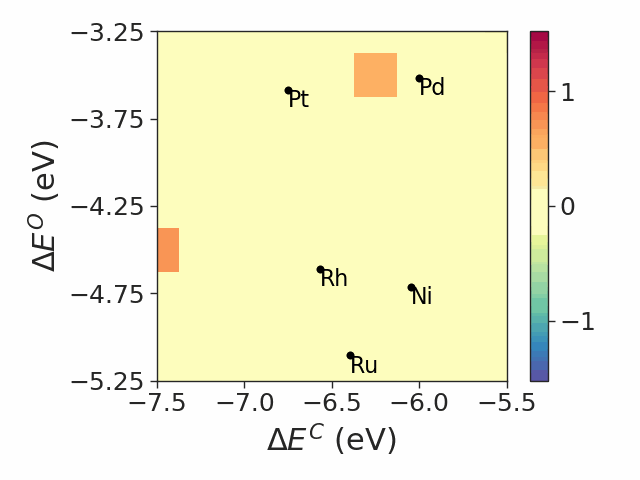 −3.25
−3.75
−4.25
−4.75
−5.25
ΔE^O (eV)
Pt
Pd
Rh
Ni
Ru
−7.5 −7.0 −6.5 −6.0 −5.5
ΔE^C (eV)
1
0
−1